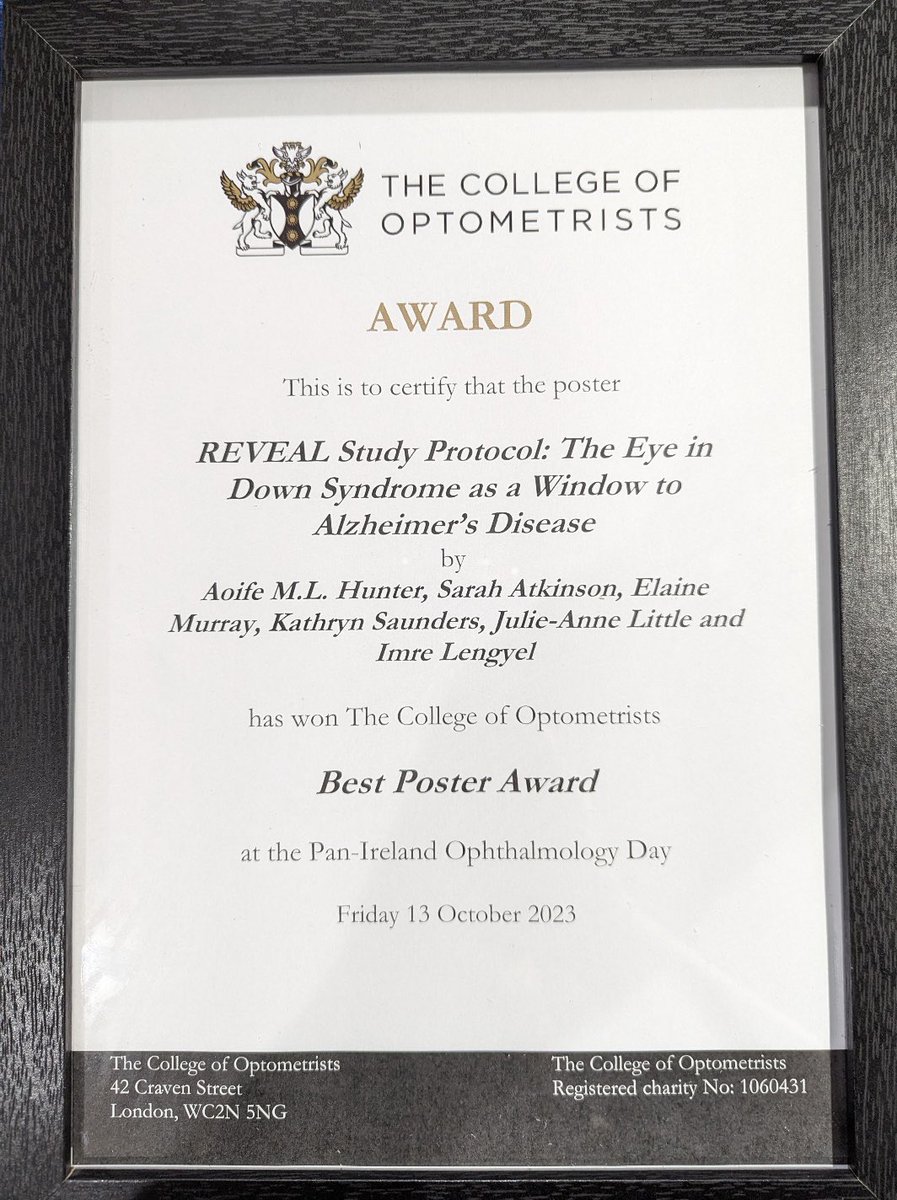 THE COLLEGE OF
OPTOMETRISTS
AWARD
This is to certify that the poster
REVEAL Study Protocol: The Eye in
Down Syndrome as a Window to
Alzheimer's Disease
by
Aoife M.L. Hunter, Sarah Atkinson, Elaine
Murray, Kathryn Saunders, Julie-Anne Little and
Imre Lengyel
has won The College of Optometrists
Best Poster Award
at the Pan-Ireland Ophthalmology Day
Friday 13 October 2023
The College of Optometrists
42 Craven Street
London, WC2N 5NG
The College of Optometrists
Registered charity No: 1060431